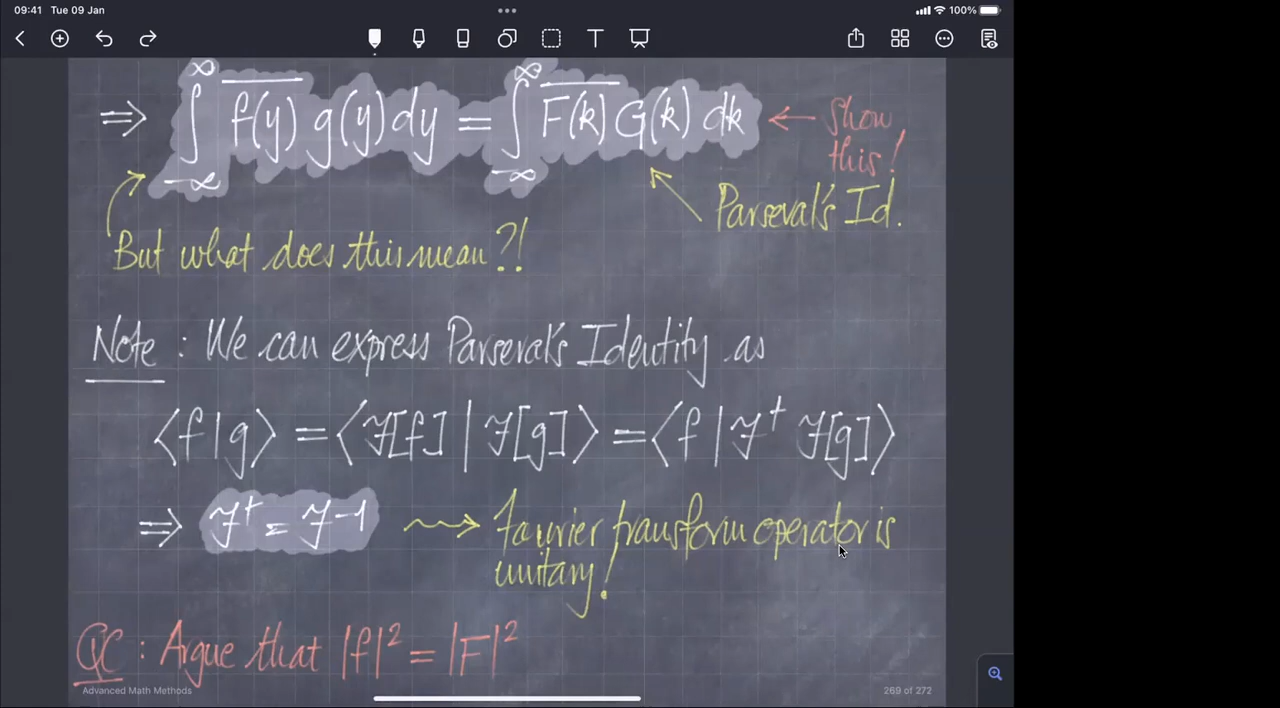 09:41 Tue 09 Jan
100%
⇒ ∫_{-∞}^{∞} \overline{f(y)} g(y) dy = ∫_{-∞}^{∞} \overline{F(k)} G(k) dk ← Show this!
Parseval's Id.
But what does this mean?!
Note : We can express Parseval's Identity as
⟨f|g⟩ = ⟨ℱ[f] | ℱ[g]⟩ = ⟨f | ℱ† ℱ[g]⟩
⇒ ℱ† = ℱ⁻¹ ⇝ Fourier transform operator is
unitary!
QC : Argue that |f|² = |F|²
Advanced Math Methods
269 of 272